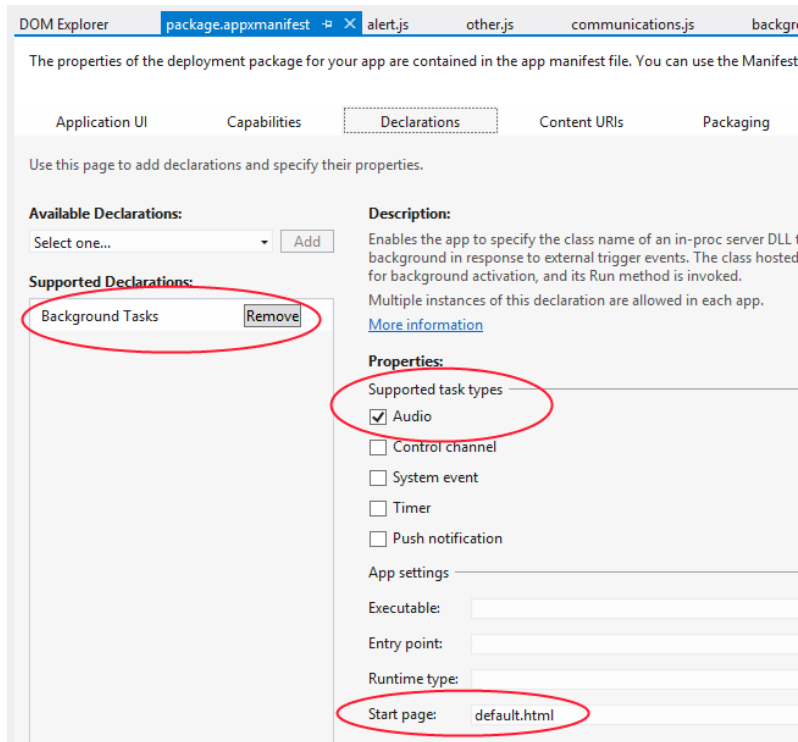 DOM Explorer package.appxmanifest alert.js other.js communications.js backgr
The properties of the deployment package for your app are contained in the app manifest file. You can use the Manifest
Application UI Capabilities Declarations Content URIs Packaging
Use this page to add declarations and specify their properties.
Available Declarations:
Select one... Add
Supported Declarations:
Background Tasks Remove
Description:
Enables the app to specify the class name of an in-proc server DLL t
background in response to external trigger events. The class hosted
for background activation, and its Run method is invoked.
Multiple instances of this declaration are allowed in each app.
More information
Properties:
Supported task types
Audio
Control channel
System event
Timer
Push notification
App settings
Executable:
Entry point:
Runtime type:
Start page: default.html